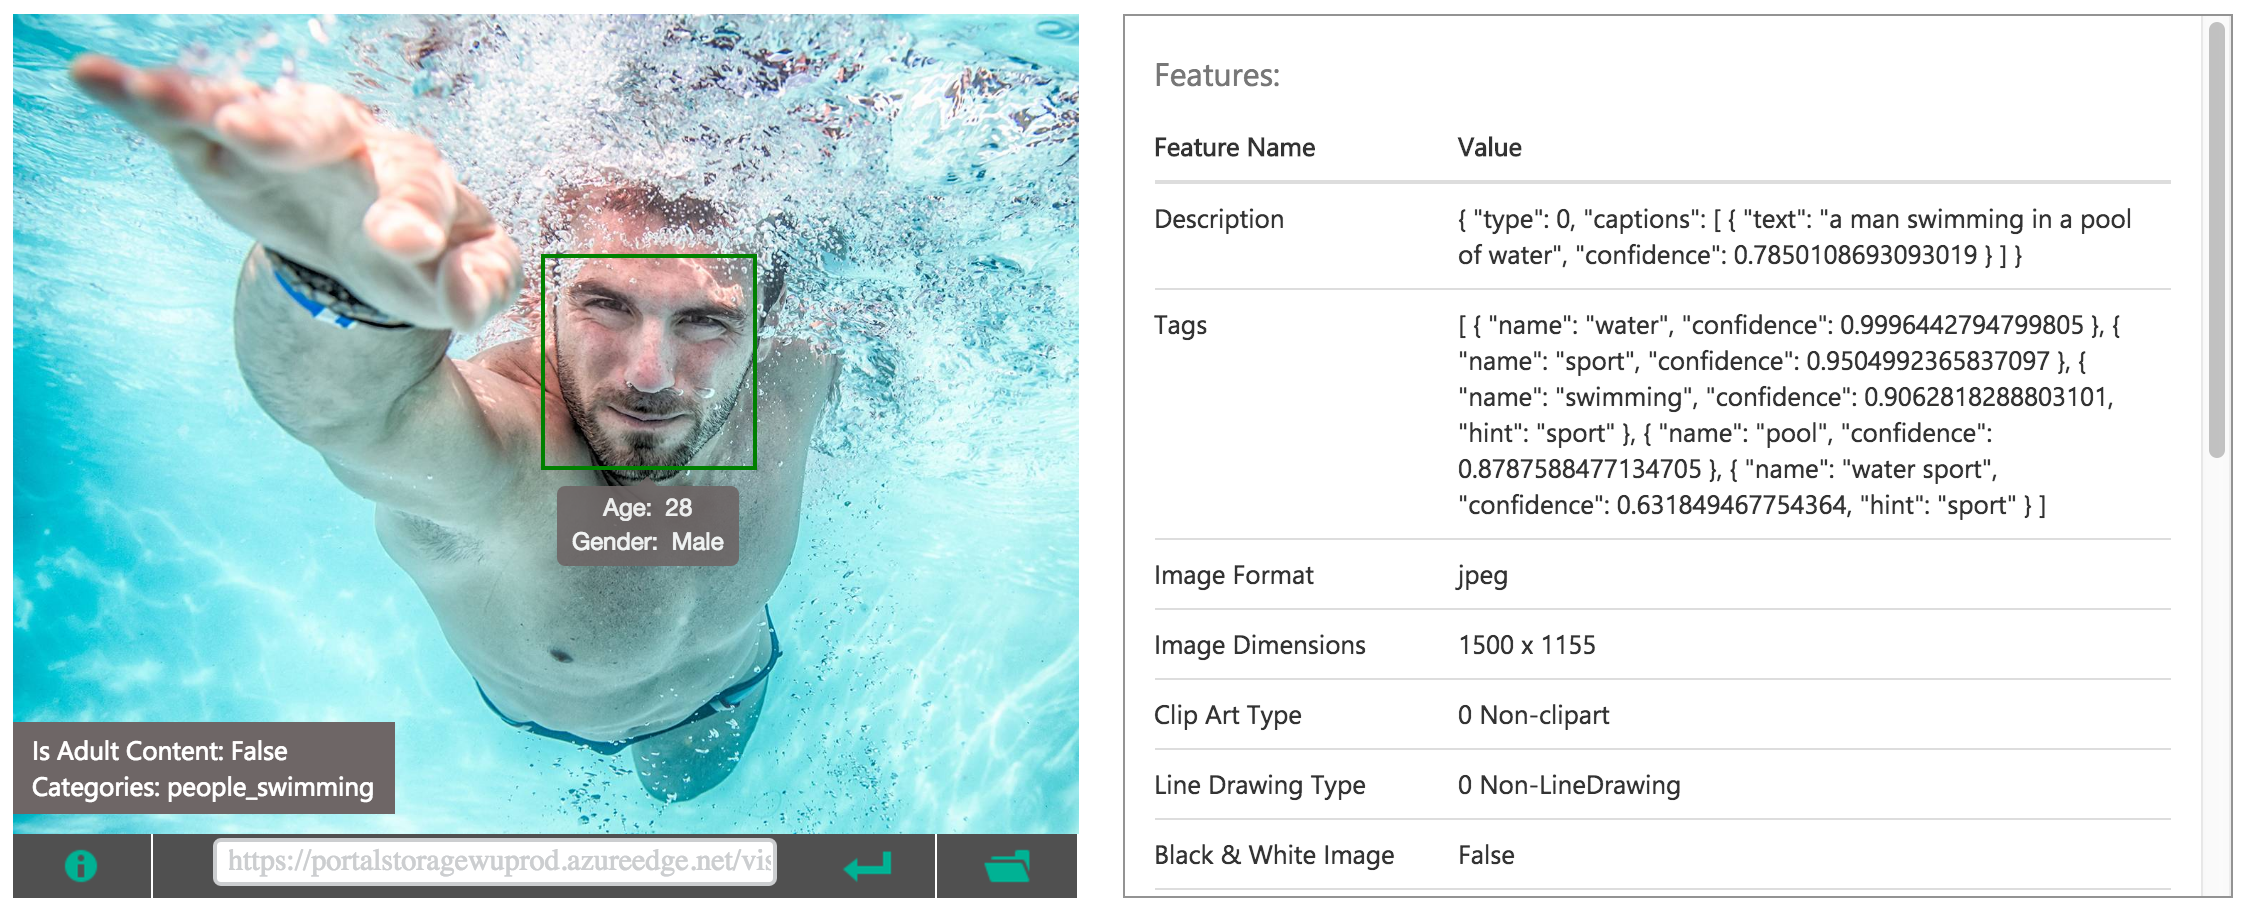 Age: 28
Gender: Male
Is Adult Content: False
Categories: people_swimming
https://portalstoragewuprod.azureedge.net/vis
Features:
Feature Name Value
Description { "type": 0, "captions": [ { "text": "a man swimming in a pool
of water", "confidence": 0.7850108693093019 } ] }
Tags [ { "name": "water", "confidence": 0.9996442794799805 }, {
"name": "sport", "confidence": 0.9504992365837097 }, {
"name": "swimming", "confidence": 0.9062818288803101,
"hint": "sport" }, { "name": "pool", "confidence":
0.8787588477134705 }, { "name": "water sport",
"confidence": 0.631849467754364, "hint": "sport" } ]
Image Format jpeg
Image Dimensions 1500 x 1155
Clip Art Type 0 Non-clipart
Line Drawing Type 0 Non-LineDrawing
Black & White Image False